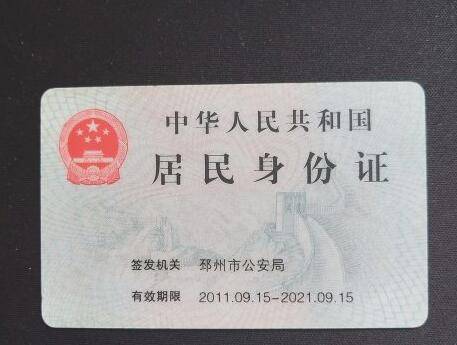 中华人民共和国
居民身份证
签发机关 邳州市公安局
有效期限 2011.09.15-2021.09.15